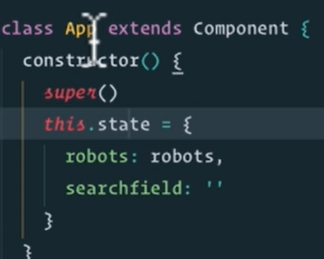 class App extends Component {
constructor() {
super()
this.state = {
robots: robots,
searchfield: ''
}
}